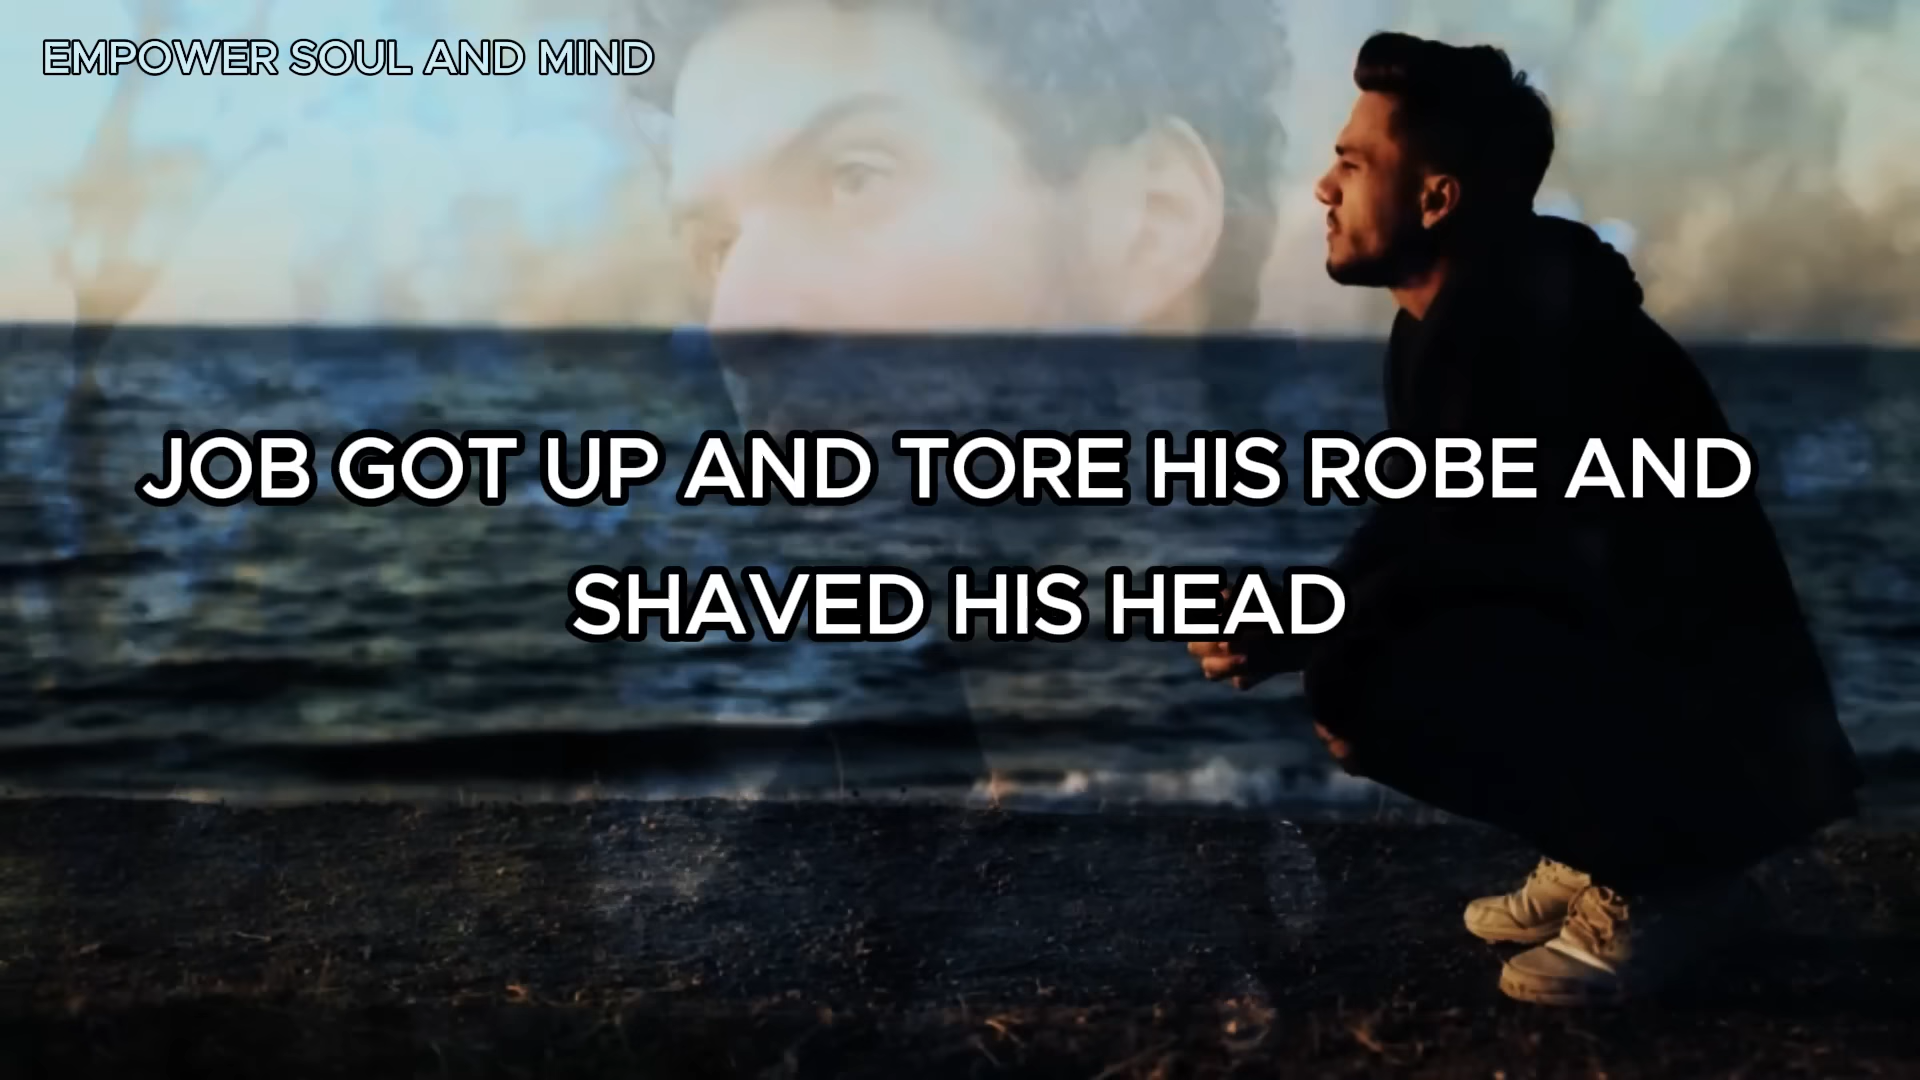 EMPOWER SOUL AND MIND
JOB GOT UP AND TORE HIS ROBE AND
SHAVED HIS HEAD